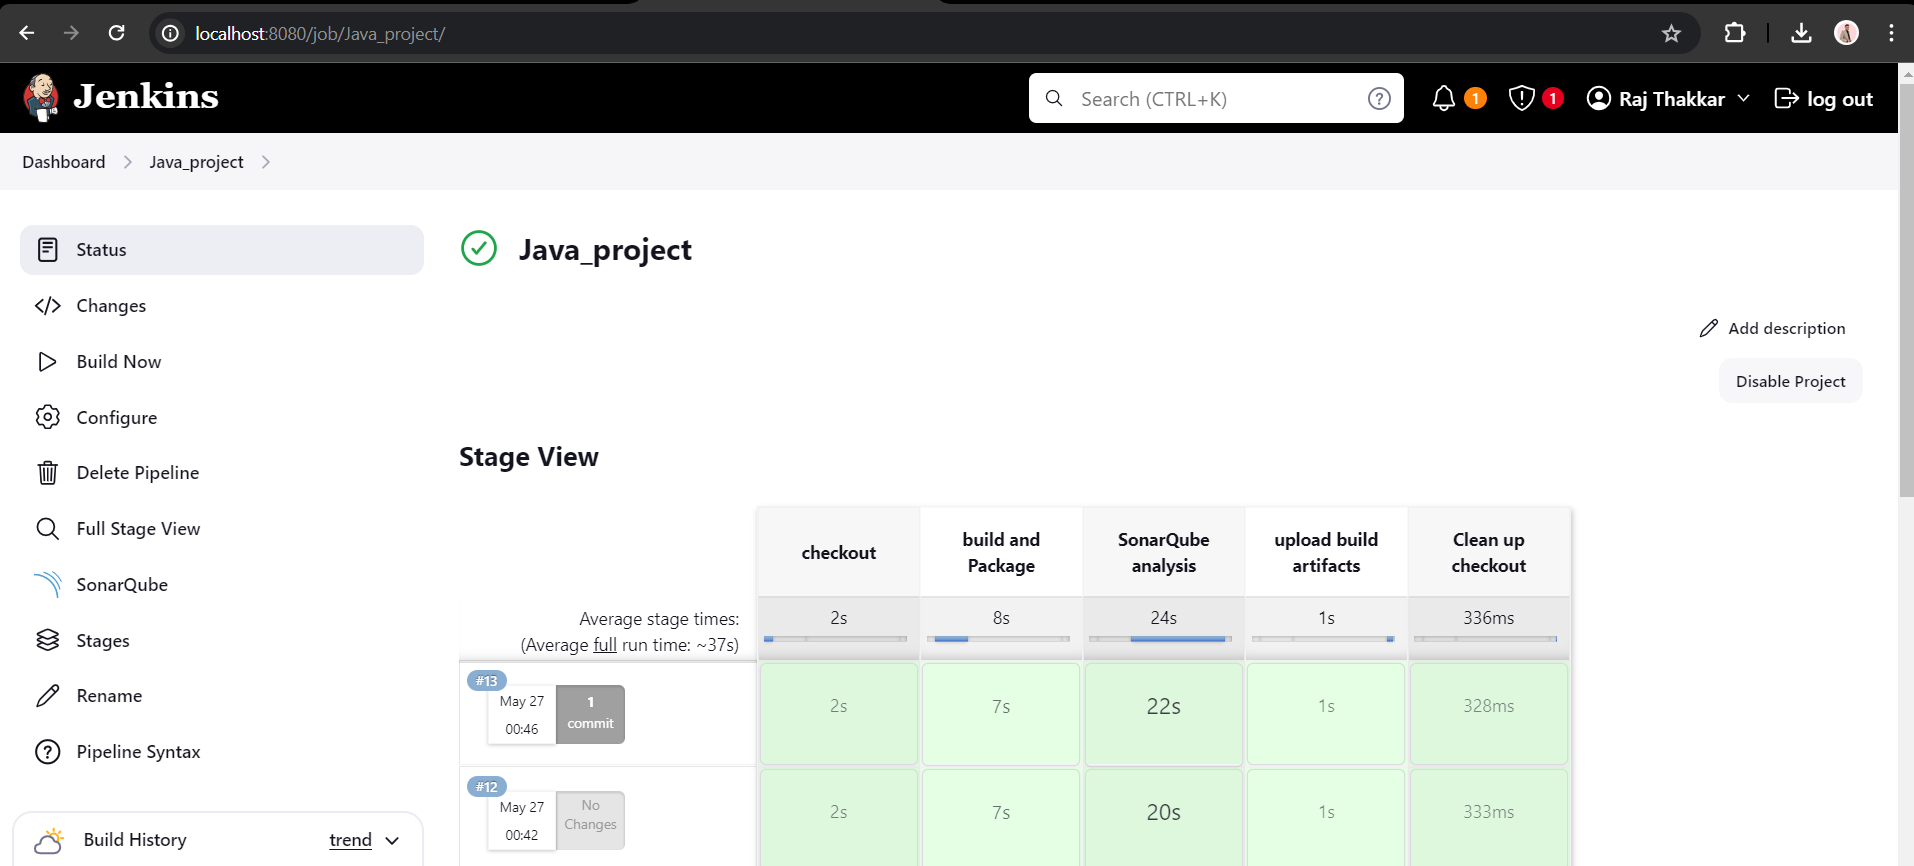 localhost:8080/job/Java_project/
Jenkins
Search (CTRL+K)
1
1
Raj Thakkar
log out
Dashboard
Java_project
Status
Changes
Build Now
Configure
Delete Pipeline
Full Stage View
SonarQube
Stages
Rename
Pipeline Syntax
Build History
trend
Java_project
Add description
Disable Project
Stage View
checkout
build and
Package
SonarQube
analysis
upload build
artifacts
Clean up
checkout
Average stage times:
(Average full run time: ~37s)
2s
8s
24s
1s
336ms
#13
May 27
00:46
1
commit
2s
7s
22s
1s
328ms
#12
May 27
00:42
No
Changes
2s
7s
20s
1s
333ms